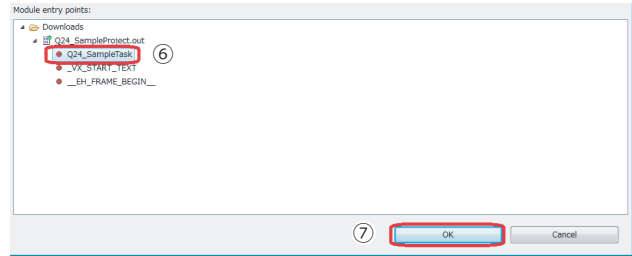 Module entry points:
Downloads
Q24_SampleProject.out
Q24_SampleTask ⑥
_VX_START_TEXT
__EH_FRAME_BEGIN__
⑦ OK Cancel